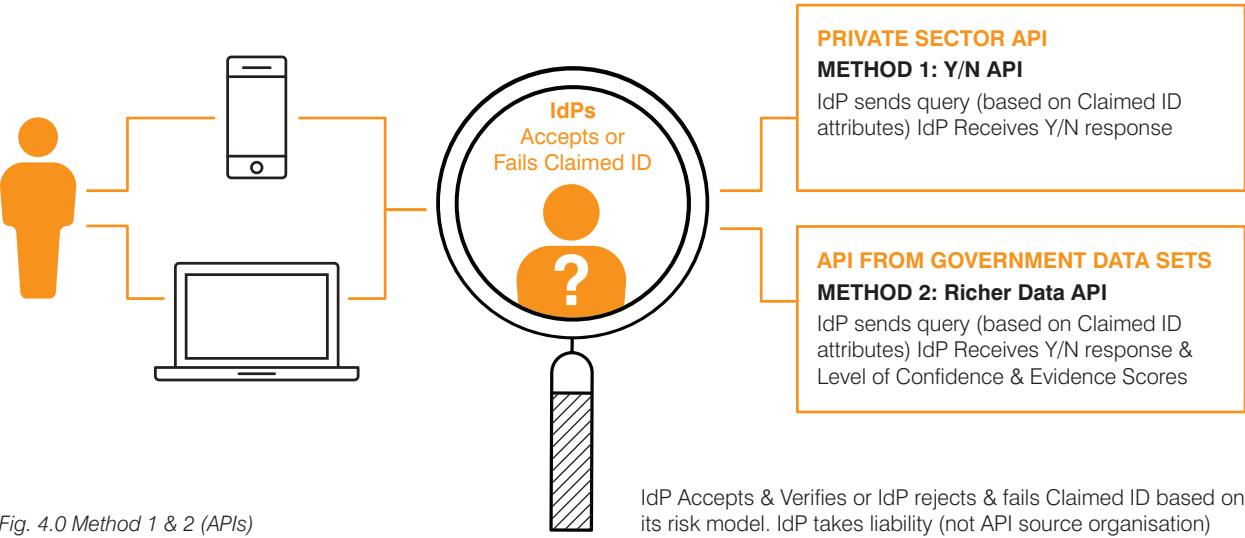 IdPs
Accepts or
Fails Claimed ID
?
PRIVATE SECTOR API
METHOD 1: Y/N API
IdP sends query (based on Claimed ID
attributes) IdP Receives Y/N response
API FROM GOVERNMENT DATA SETS
METHOD 2: Richer Data API
IdP sends query (based on Claimed ID
attributes) IdP Receives Y/N response &
Level of Confidence & Evidence Scores
Fig. 4.0 Method 1 & 2 (APIs)
IdP Accepts & Verifies or IdP rejects & fails Claimed ID based on
its risk model. IdP takes liability (not API source organisation)